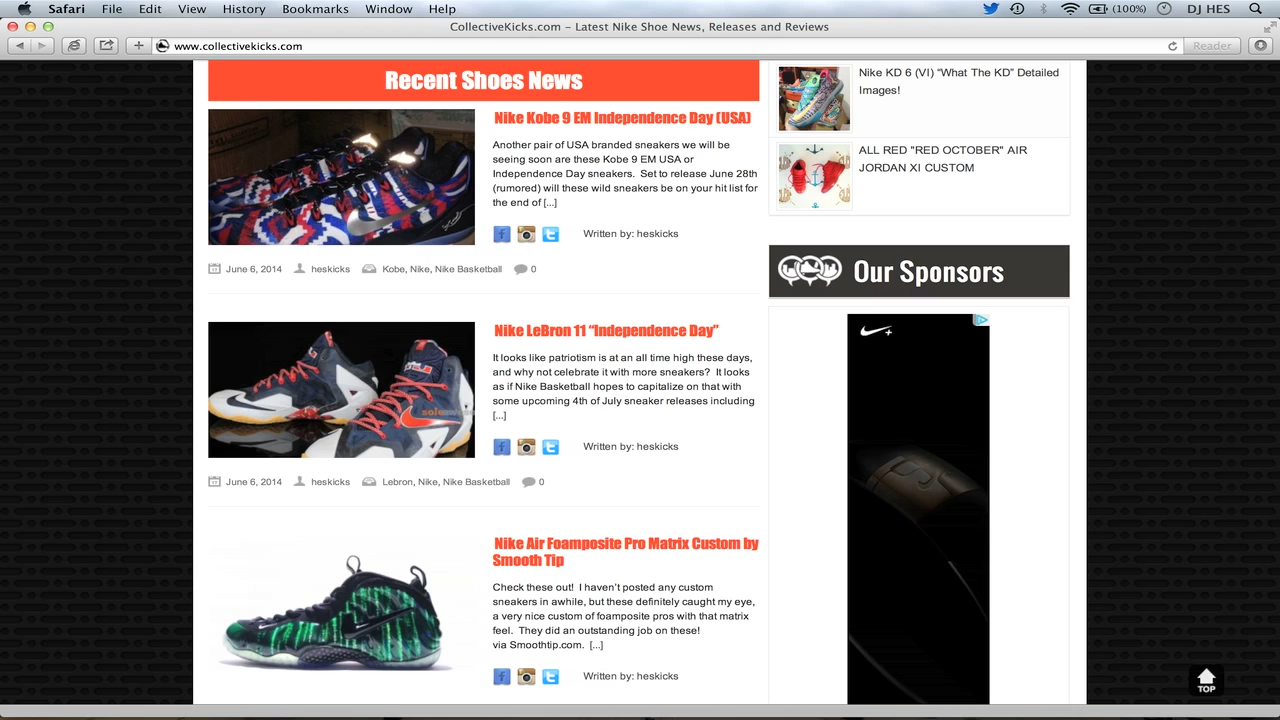 Safari File Edit View History Bookmarks Window Help (100%) DJ HES
CollectiveKicks.com – Latest Nike Shoe News, Releases and Reviews
www.collectivekicks.com Reader
Recent Shoes News
Nike Kobe 9 EM Independence Day (USA)
Another pair of USA branded sneakers we will be
seeing soon are these Kobe 9 EM USA or
Independence Day sneakers.  Set to release June 28th
(rumored) will these wild sneakers be on your hit list for
the end of [...]
Written by: heskicks
June 6, 2014 heskicks Kobe, Nike, Nike Basketball 0
Nike LeBron 11 “Independence Day”
It looks like patriotism is at an all time high these days,
and why not celebrate it with more sneakers?  It looks
as if Nike Basketball hopes to capitalize on that with
some upcoming 4th of July sneaker releases including
[...]
Written by: heskicks
June 6, 2014 heskicks Lebron, Nike, Nike Basketball 0
Nike Air Foamposite Pro Matrix Custom by
Smooth Tip
Check these out!  I haven’t posted any custom
sneakers in awhile, but these definitely caught my eye,
a very nice custom of foamposite pros with that matrix
feel.  They did an outstanding job on these!
via Smoothtip.com.  [...]
Written by: heskicks
Nike KD 6 (VI) “What The KD” Detailed
Images!
ALL RED "RED OCTOBER" AIR
JORDAN XI CUSTOM
Our Sponsors
TOP